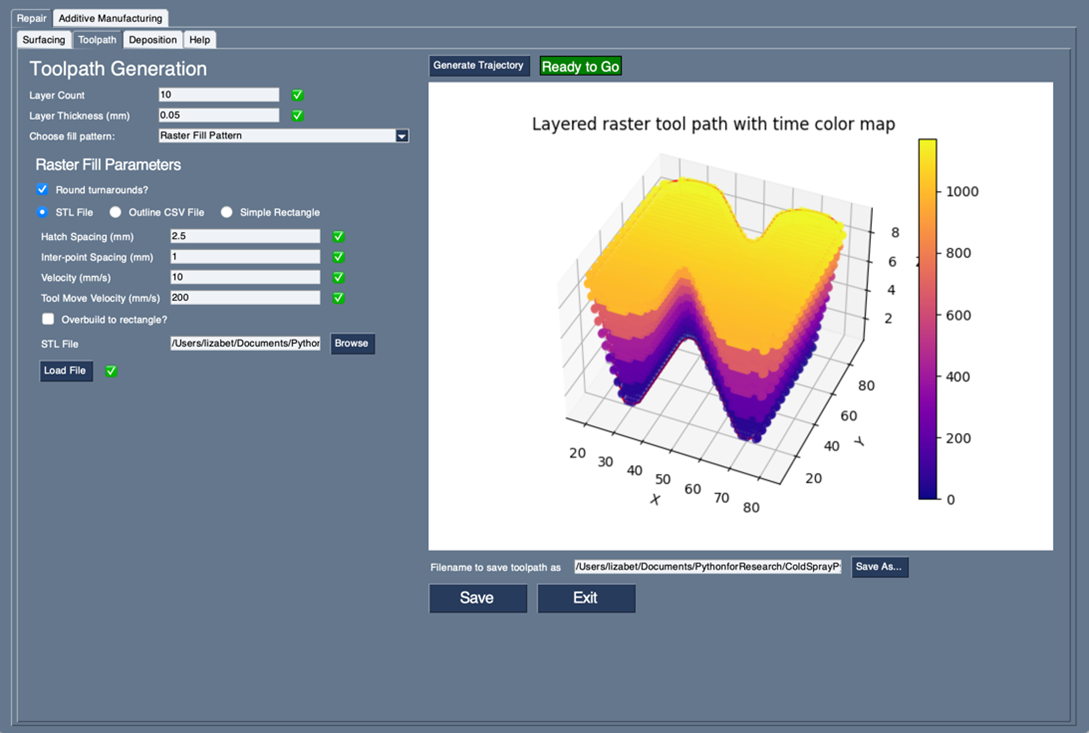 Repair Additive Manufacturing
Surfacing Toolpath Deposition Help
Toolpath Generation
Layer Count 10
Layer Thickness (mm) 0.05
Choose fill pattern: Raster Fill Pattern
Raster Fill Parameters
Round turnarounds?
STL File Outline CSV File Simple Rectangle
Hatch Spacing (mm) 2.5
Inter-point Spacing (mm) 1
Velocity (mm/s) 10
Tool Move Velocity (mm/s) 200
Overbuild to rectangle?
STL File /Users/lizabet/Documents/Python Browse
Load File
Generate Trajectory Ready to Go
Layered raster tool path with time color map
8
6
4
2
80
60
40
20
Y
20
30
40
50
60
70
80
X
1000
800
600
400
200
0
Filename to save toolpath as /Users/lizabet/Documents/PythonforResearch/ColdSprayP Save As...
Save Exit